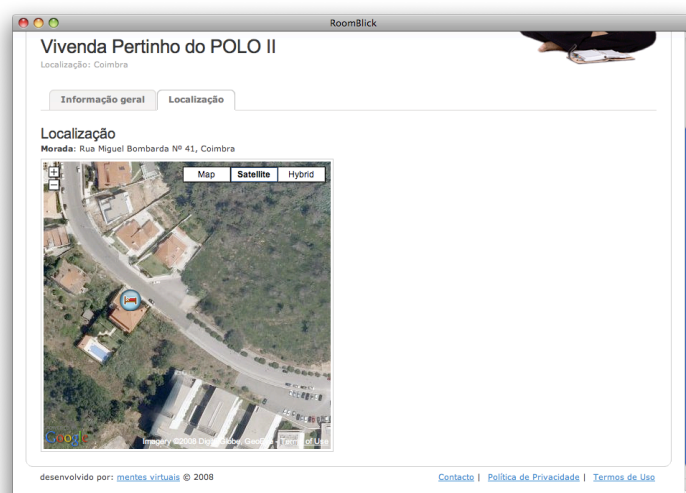 RoomBlick
Vivenda Pertinho do POLO II
Localização: Coimbra
Informação geral
Localização
Localização
Morada: Rua Miguel Bombarda Nº 41, Coimbra
+
Map
Satellite
Hybrid
−
Google
Imagery ©2008 DigitalGlobe, GeoEye - Terms of Use
desenvolvido por: mentes virtuais © 2008
Contacto | Política de Privacidade | Termos de Uso